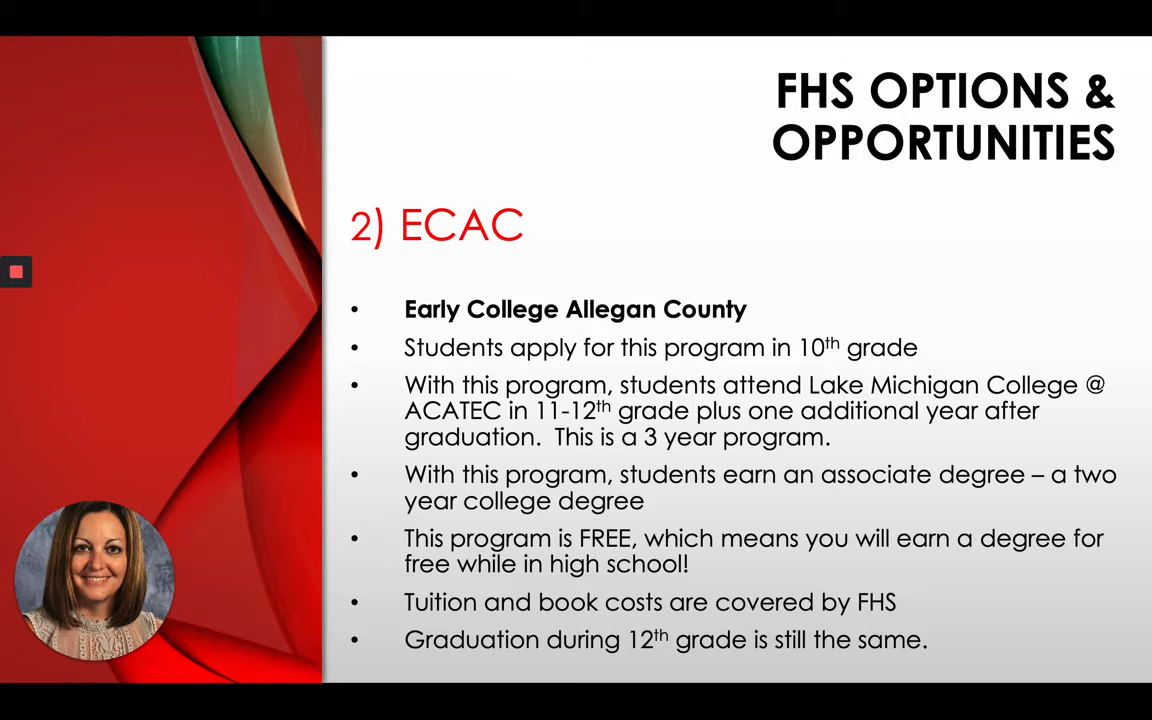 FHS OPTIONS &
OPPORTUNITIES
2) ECAC
• Early College Allegan County
• Students apply for this program in 10th grade
• With this program, students attend Lake Michigan College @
ACATEC in 11-12th grade plus one additional year after
graduation.  This is a 3 year program.
• With this program, students earn an associate degree – a two
year college degree
• This program is FREE, which means you will earn a degree for
free while in high school!
• Tuition and book costs are covered by FHS
• Graduation during 12th grade is still the same.